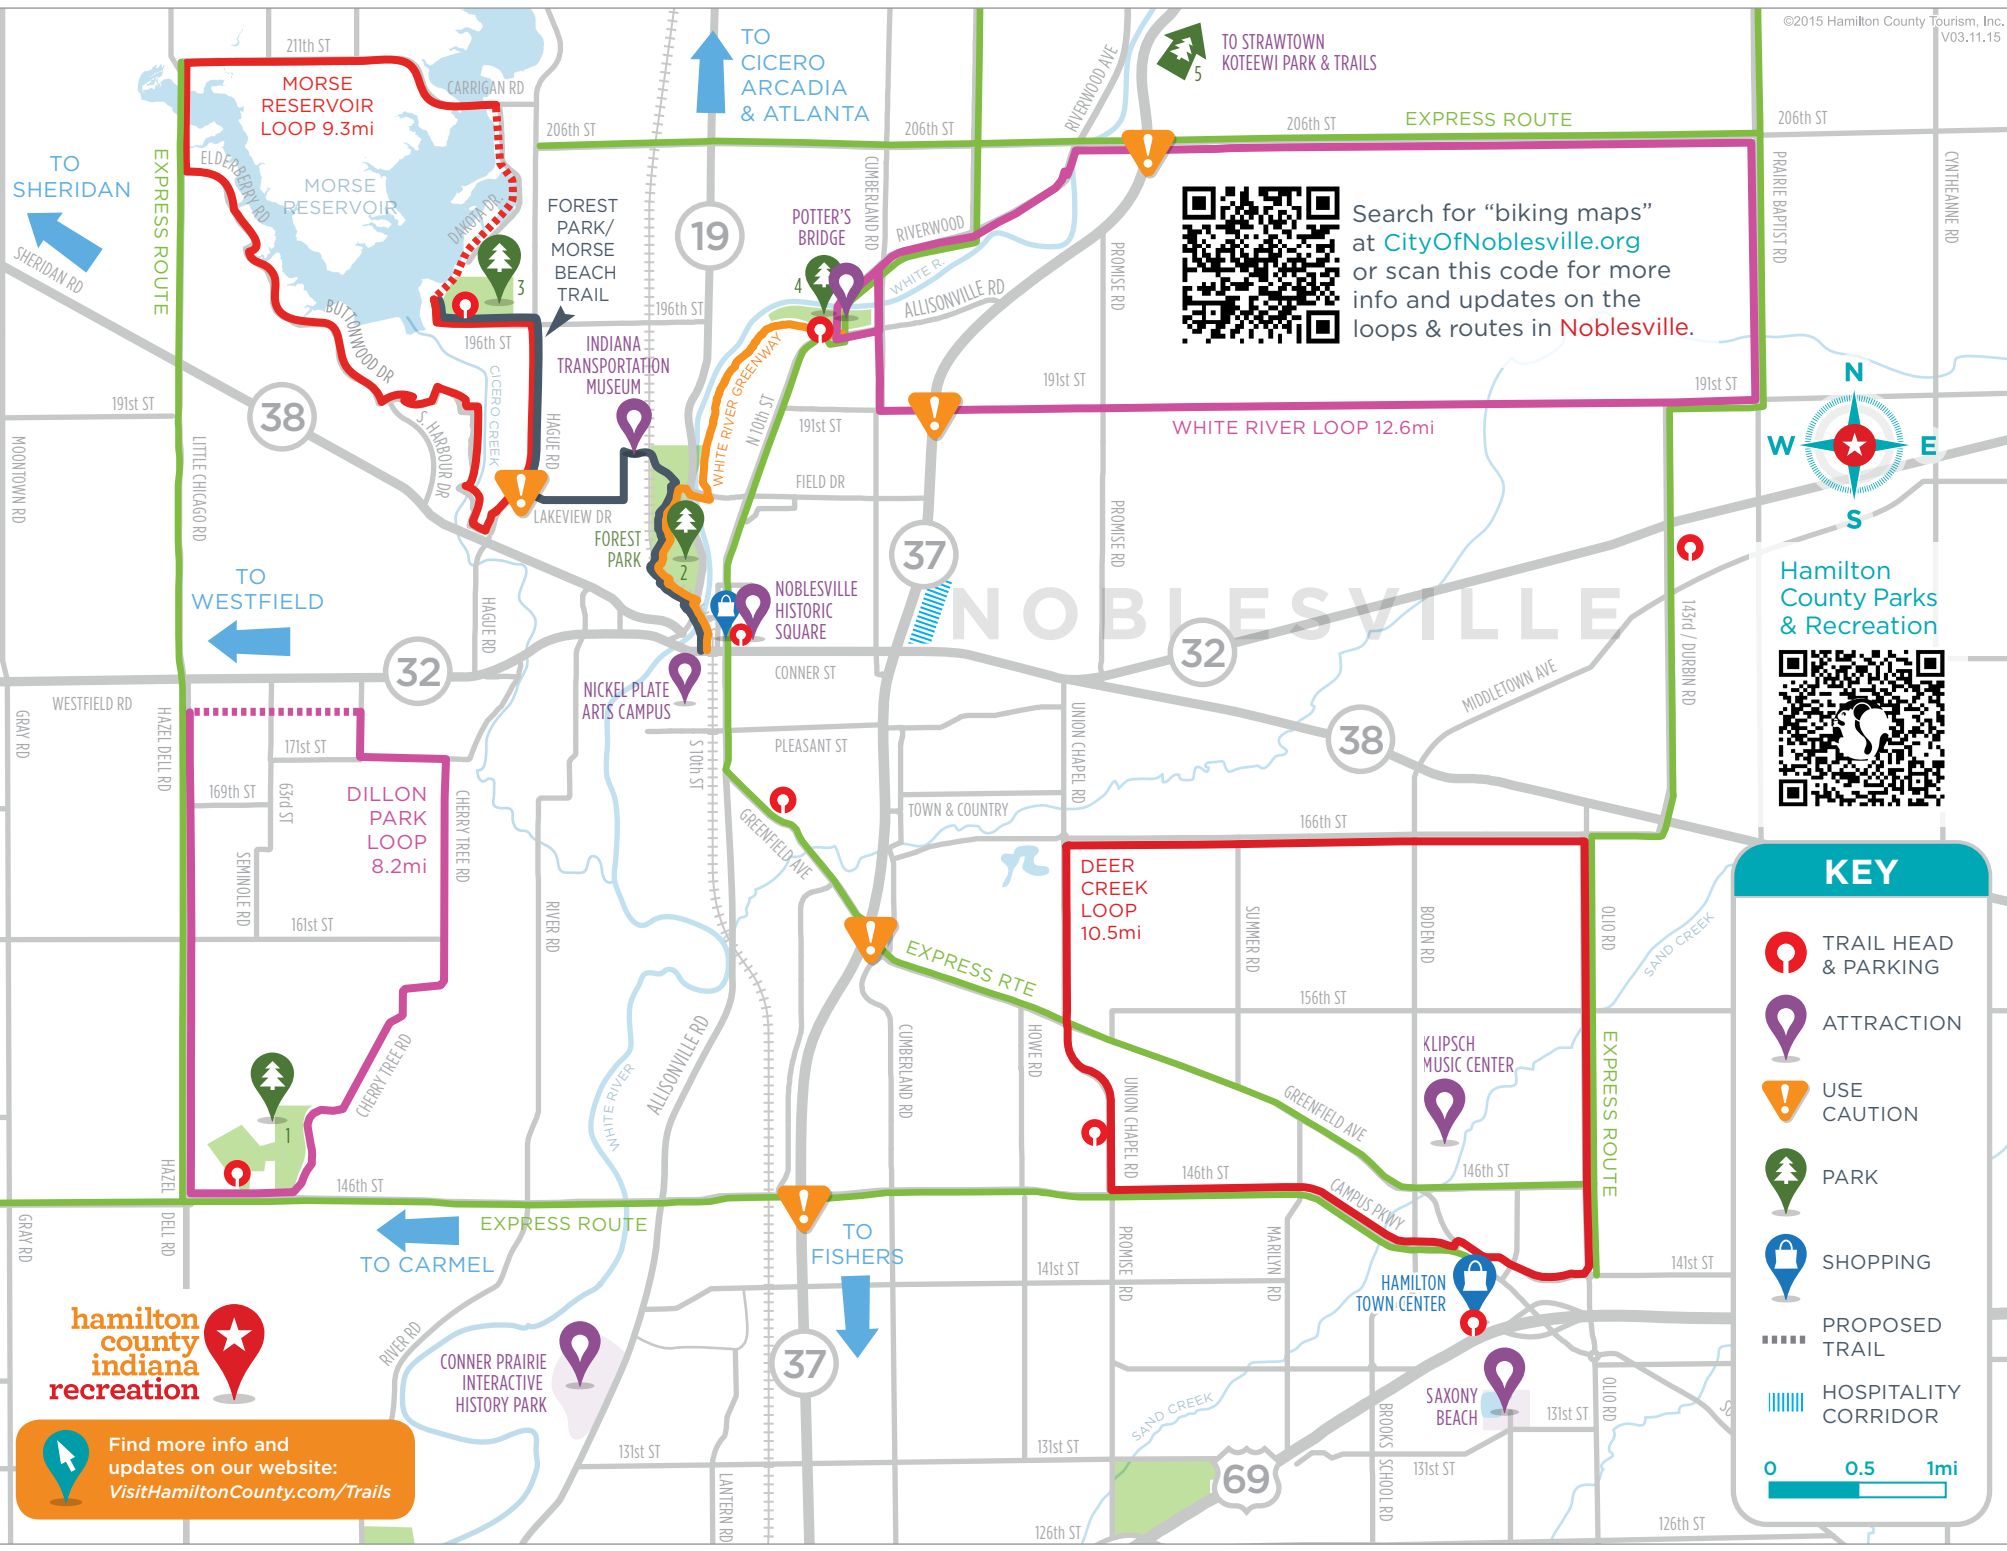 ©2015 Hamilton County Tourism, Inc.
V03.11.15
211th ST
MORSE
RESERVOIR
LOOP 9.3mi
CARRIGAN RD
TO
CICERO
ARCADIA
& ATLANTA
RIVERWOOD AVE
5
TO STRAWTOWN
KOTEEWI PARK & TRAILS
206th ST
206th ST
206th ST
EXPRESS ROUTE
206th ST
TO
SHERIDAN
EXPRESS ROUTE
ELDERBERRY RD
MORSE
RESERVOIR
DAKOTA DR.
SHERIDAN RD
FOREST
PARK/
MORSE
BEACH
TRAIL
3
19
CUMBERLAND RD
POTTER'S
BRIDGE
4
RIVERWOOD
WHITE R.
ALLISONVILLE RD
PROMISE RD
Search for “biking maps”
at CityOfNoblesville.org
or scan this code for more
info and updates on the
loops & routes in Noblesville.
PRAIRIE BAPTIST RD
CYNTHEANNE RD
BUTTONWOOD DR
196th ST
196th ST
INDIANA
TRANSPORTATION
MUSEUM
WHITE RIVER GREENWAY
N 10th ST
191st ST
191st ST
191st ST
191st ST
WHITE RIVER LOOP 12.6mi
38
MOONTOWN RD
LITTLE CHICAGO RD
S. HARBOUR DR
CICERO CREEK
HAGUE RD
LAKEVIEW DR
FIELD DR
FOREST
PARK
2
37
PROMISE RD
N
W
E
S
TO
WESTFIELD
HAGUE RD
NOBLESVILLE
HISTORIC
SQUARE
NOBLESVILLE
143rd / DURBIN RD
Hamilton
County Parks
& Recreation
32
32
CONNER ST
NICKEL PLATE
ARTS CAMPUS
WESTFIELD RD
GRAY RD
HAZEL DELL RD
171st ST
169th ST
63rd ST
DILLON
PARK
LOOP
8.2mi
SEMINOLE RD
161st ST
CHERRY TREE RD
CHERRY TREE RD
RIVER RD
S 10th ST
PLEASANT ST
GREENFIELD AVE
TOWN & COUNTRY
UNION CHAPEL RD
MIDDLETOWN AVE
38
166th ST
DEER
CREEK
LOOP
10.5mi
SUMMER RD
BODEN RD
OLIO RD
SAND CREEK
EXPRESS RTE
156th ST
HOWE RD
CUMBERLAND RD
ALLISONVILLE RD
WHITE RIVER
KLIPSCH
MUSIC CENTER
EXPRESS ROUTE
GREENFIELD AVE
UNION CHAPEL RD
1
146th ST
146th ST
146th ST
CAMPUS PKWY
HAZEL
DELL RD
GRAY RD
EXPRESS ROUTE
TO CARMEL
TO
FISHERS
141st ST
141st ST
PROMISE RD
MARILYN RD
HAMILTON
TOWN CENTER
37
RIVER RD
CONNER PRAIRIE
INTERACTIVE
HISTORY PARK
131st ST
131st ST
131st ST
131st ST
LANTERN RD
SAND CREEK
BROOKS SCHOOL RD
SAXONY
BEACH
OLIO RD
69
126th ST
126th ST
hamilton
county
indiana
recreation
Find more info and
updates on our website:
VisitHamiltonCounty.com/Trails
KEY
TRAIL HEAD
& PARKING
ATTRACTION
USE
CAUTION
PARK
SHOPPING
PROPOSED
TRAIL
HOSPITALITY
CORRIDOR
0 0.5 1mi